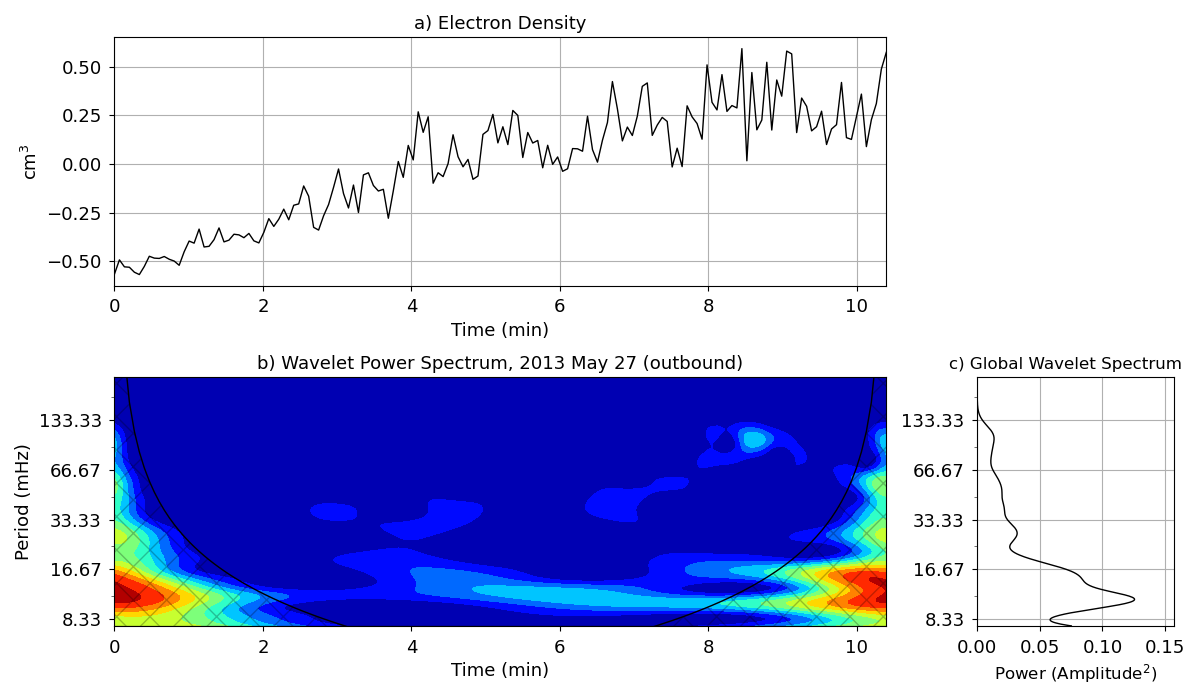 a) Electron Density
0.50
0.25
0.00
−0.25
−0.50
cm³
0 2 4 6 8 10
Time (min)
b) Wavelet Power Spectrum, 2013 May 27 (outbound)
133.33
66.67
33.33
16.67
8.33
Period (mHz)
0 2 4 6 8 10
Time (min)
c) Global Wavelet Spectrum
133.33
66.67
33.33
16.67
8.33
0.00 0.05 0.10 0.15
Power (Amplitude²)